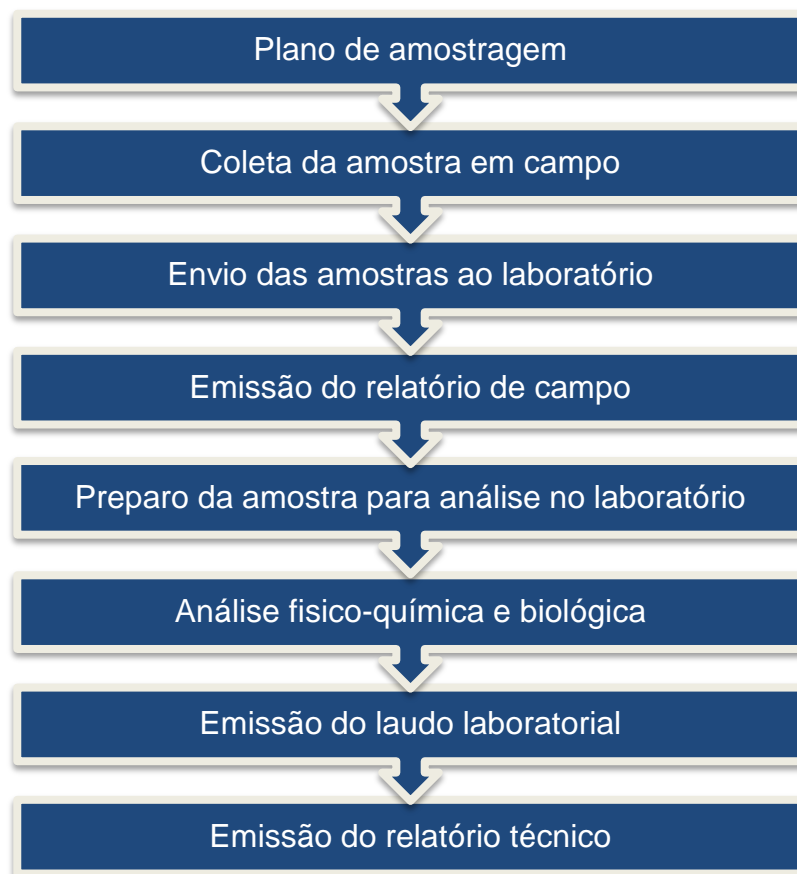 Plano de amostragem
Coleta da amostra em campo
Envio das amostras ao laboratório
Emissão do relatório de campo
Preparo da amostra para análise no laboratório
Análise fisico-química e biológica
Emissão do laudo laboratorial
Emissão do relatório técnico